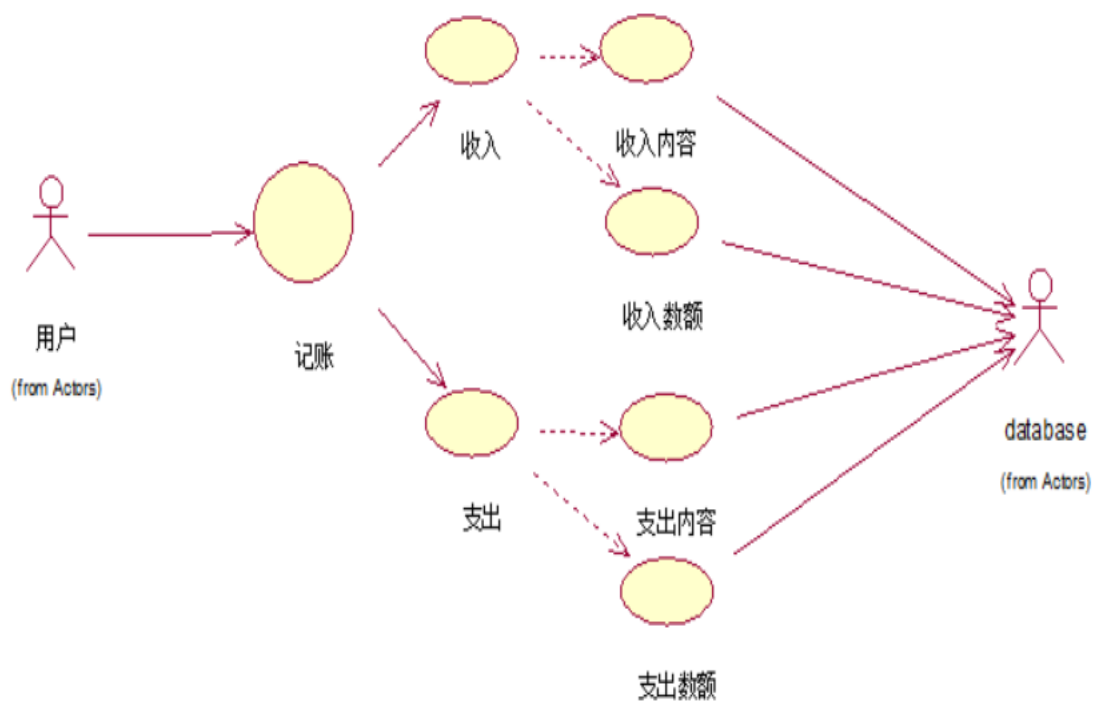 收入
收入内容
用户
(from Actors)
记账
收入数额
database
(from Actors)
支出
支出内容
支出数额